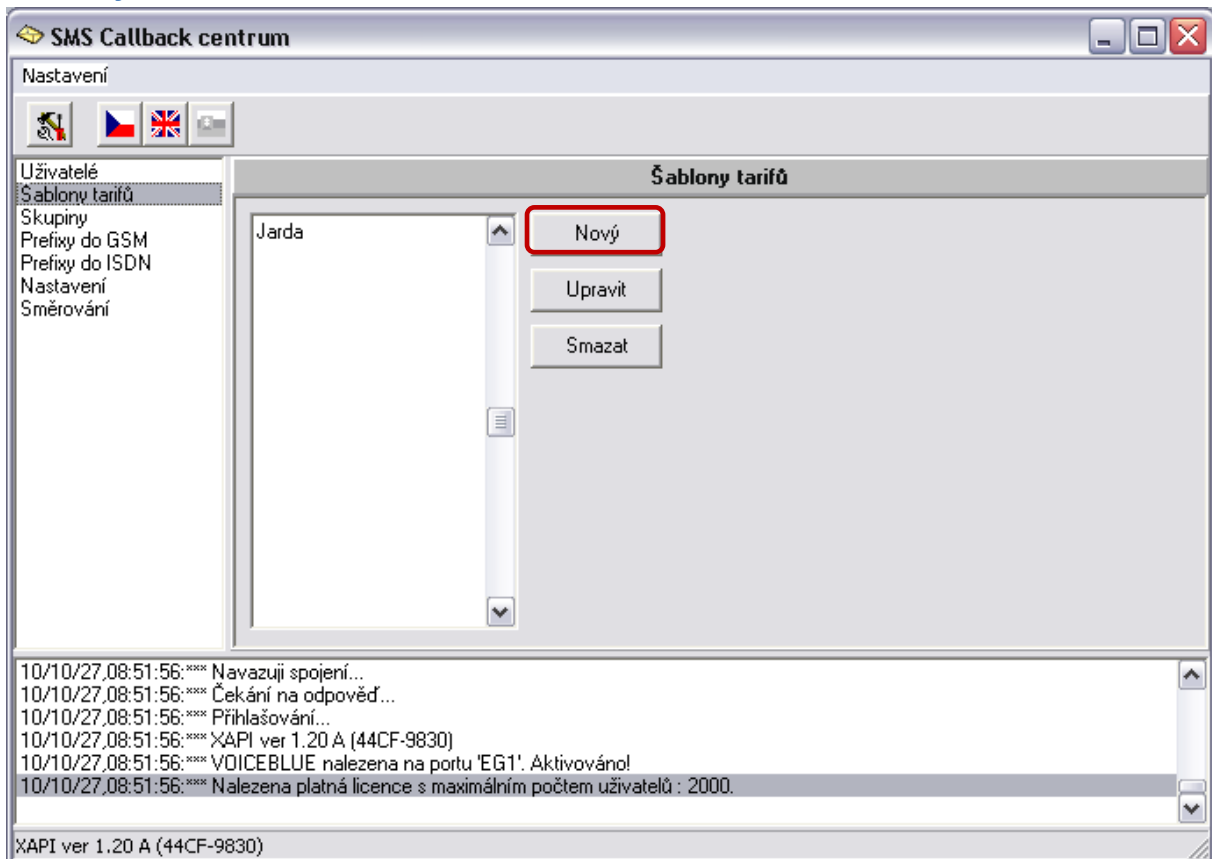 SMS Callback centrum
Nastavení
Uživatelé
Šablony tarifů
Skupiny
Prefixy do GSM
Prefixy do ISDN
Nastavení
Směrování
Šablony tarifů
Jarda
Nový
Upravit
Smazat
10/10/27,08:51:56:*** Navazuji spojení...
10/10/27,08:51:56:*** Čekání na odpověď...
10/10/27,08:51:56:*** Přihlašování...
10/10/27,08:51:56:*** XAPI ver 1.20 A (44CF-9830)
10/10/27,08:51:56:*** VOICEBLUE nalezena na portu 'EG1'. Aktivováno!
10/10/27,08:51:56:*** Nalezena platná licence s maximálním počtem uživatelů : 2000.
XAPI ver 1.20 A (44CF-9830)